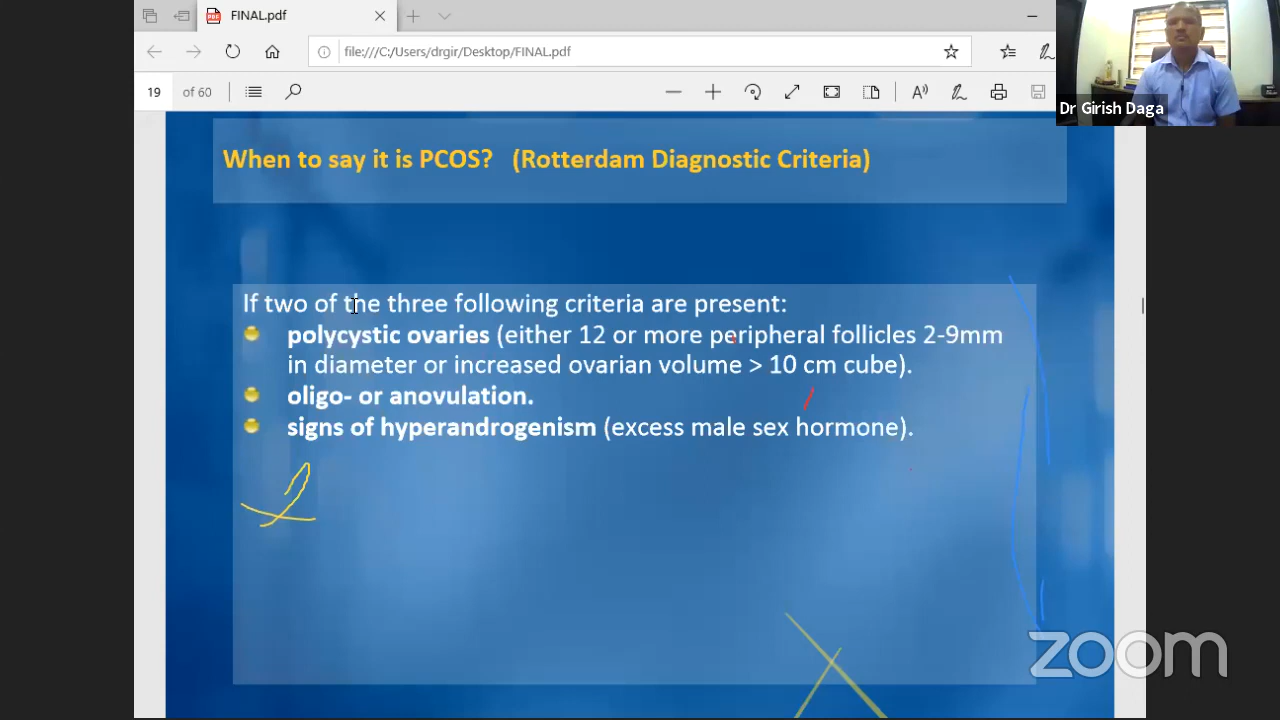 FINAL.pdf
file:///C:/Users/drgir/Desktop/FINAL.pdf
19 of 60
Dr Girish Daga
When to say it is PCOS? (Rotterdam Diagnostic Criteria)
If two of the three following criteria are present:
polycystic ovaries (either 12 or more peripheral follicles 2-9mm
in diameter or increased ovarian volume > 10 cm cube).
oligo- or anovulation.
signs of hyperandrogenism (excess male sex hormone).
zoom